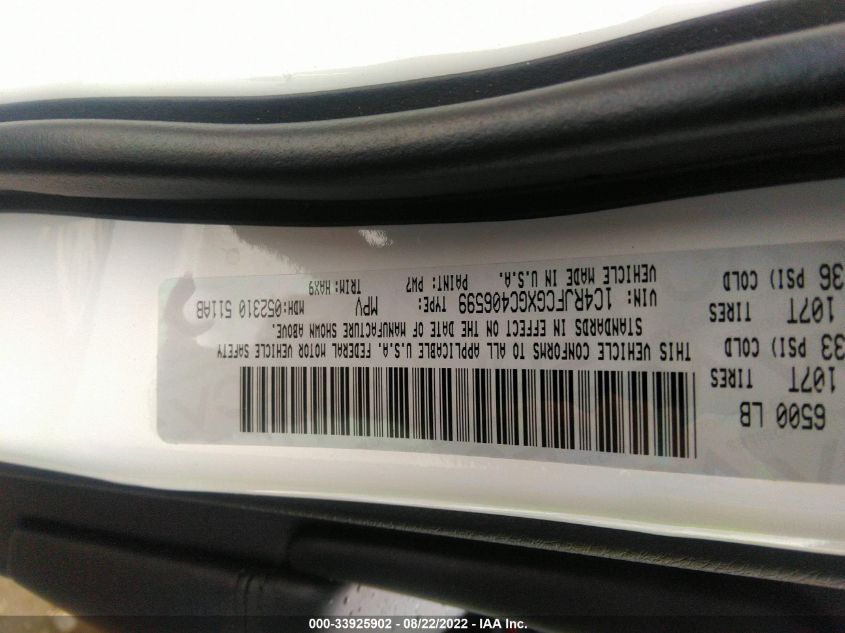 6500 LB
TIRES 107T
33 PSI) COLD
TIRES 107T
36 PSI) COLD
THIS VEHICLE CONFORMS TO ALL APPLICABLE U.S.A. FEDERAL MOTOR VEHICLE SAFETY
STANDARDS IN EFFECT ON THE DATE OF MANUFACTURE SHOWN ABOVE.
VIN: 1C4RJFCGXGC406599 TYPE: MPV MDH:052310 511AB
VEHICLE MADE IN U.S.A. PAINT: PW7 TRIM: HAX9
000-33925902 / 08/22/2022 - IAA Inc.